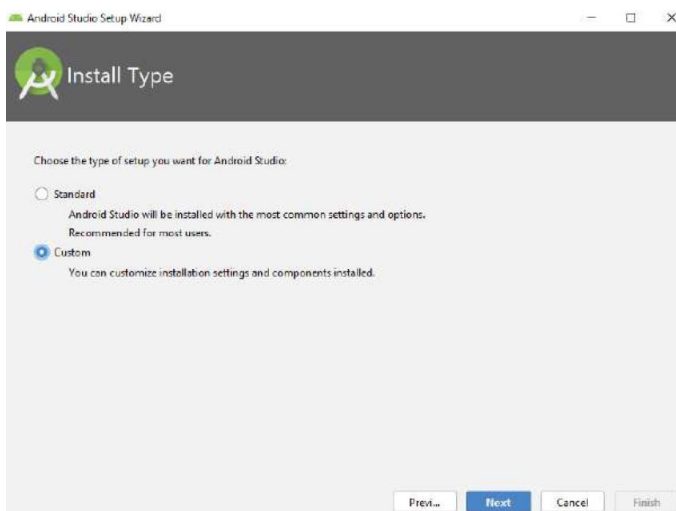 Android Studio Setup Wizard
Install Type
Choose the type of setup you want for Android Studio:
Standard
Android Studio will be installed with the most common settings and options.
Recommended for most users.
Custom
You can customize installation settings and components installed.
Previ... Next Cancel Finish